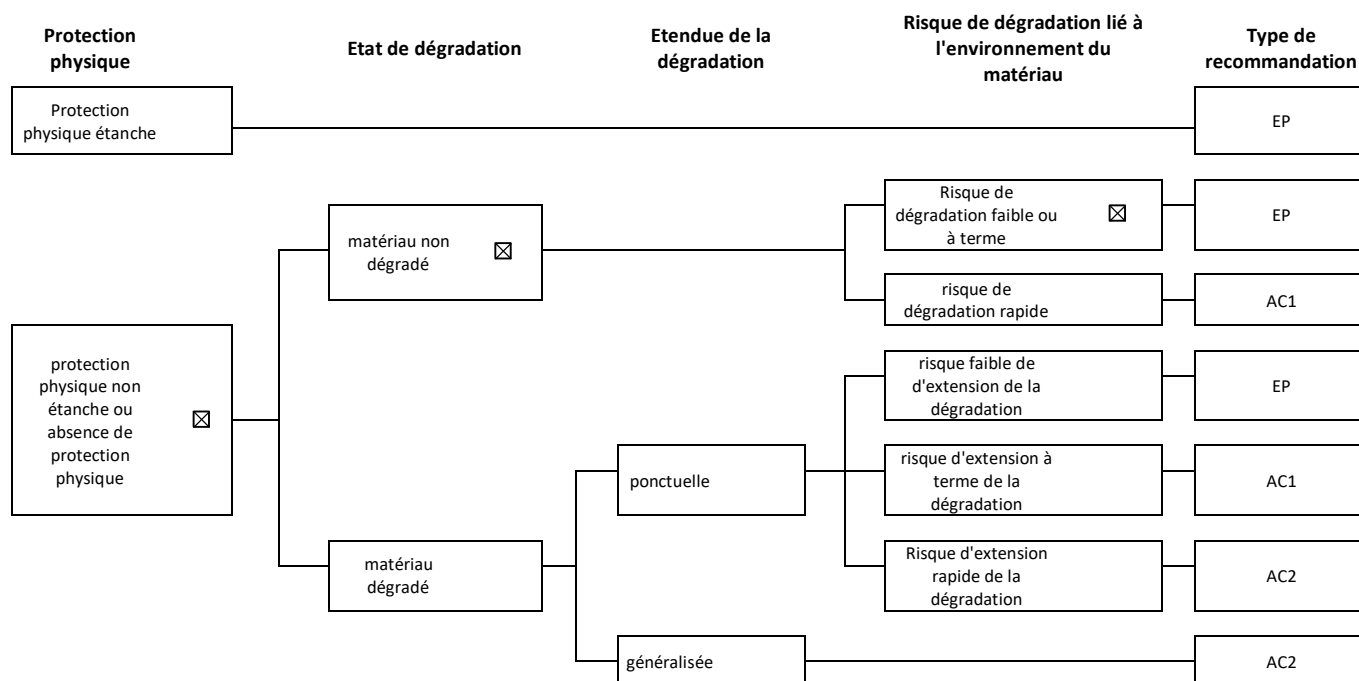 Protection
physique
Etat de dégradation
Etendue de la
dégradation
Risque de dégradation lié à
l'environnement du
matériau
Type de
recommandation
Protection
physique étanche
EP
protection
physique non
étanche ou
absence de
protection
physique
☒
matériau non
dégradé
☒
Risque de
dégradation faible ou
à terme
☒
EP
risque de
dégradation rapide
AC1
matériau
dégradé
ponctuelle
risque faible de
d'extension de la
dégradation
EP
risque d'extension à
terme de la
dégradation
AC1
Risque d'extension
rapide de la
dégradation
AC2
généralisée
AC2